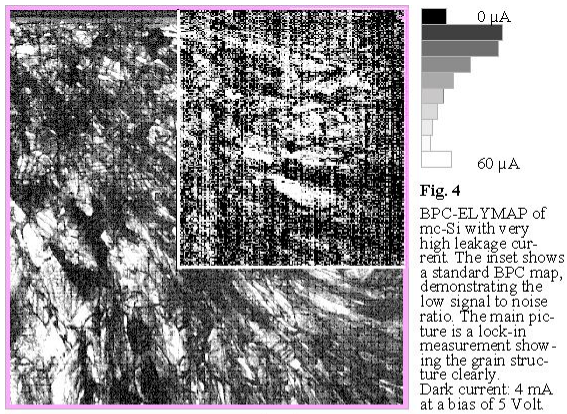 0 µA
60 µA
Fig. 4
BPC-ELYMAP of
mc-Si with very
high leakage cur-
rent. The inset shows
a standard BPC map,
demonstrating the
low signal to noise
ratio. The main pic-
ture is a lock-in
measurement show-
ing the grain struc-
ture clearly.
Dark current: 4 mA
at a bias of 5 Volt.